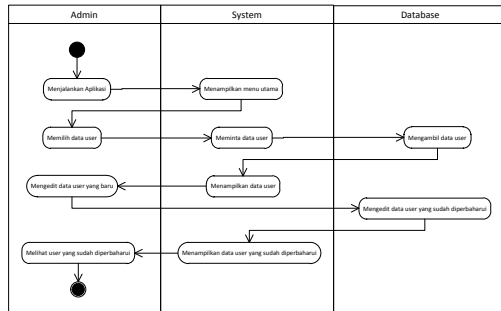 Admin
System
Database
Menjalankan Aplikasi
Menampilkan menu utama
Memilih data user
Meminta data user
Mengambil data user
Mengedit data user yang baru
Menampilkan data user
Mengedit data user yang sudah diperbaharui
Melihat user yang sudah diperbaharui
Menampilkan data user yang sudah diperbaharui